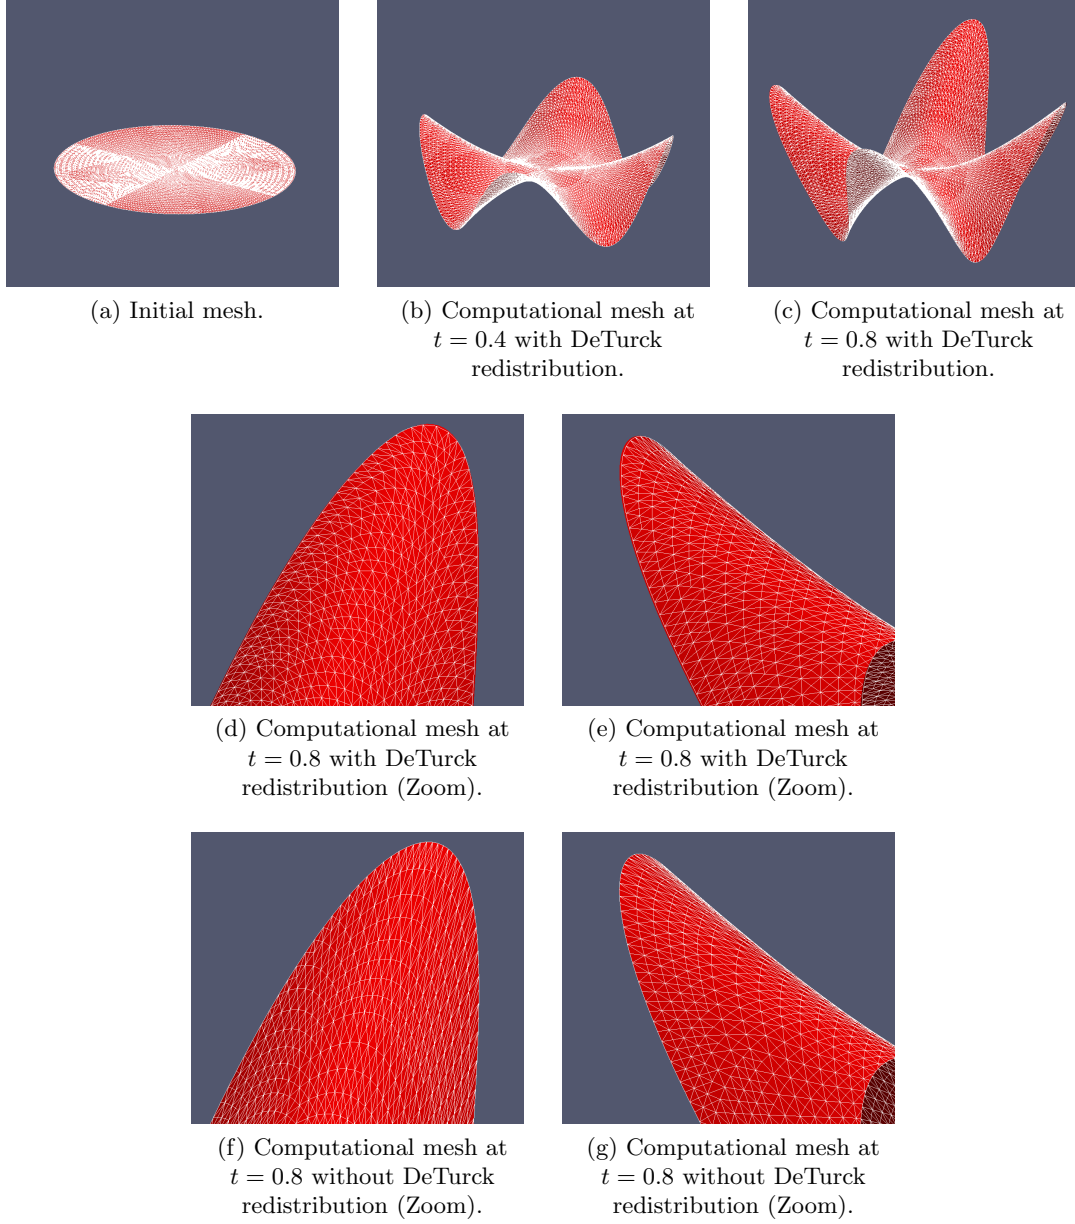 (a) Initial mesh.
(b) Computational mesh at
t = 0.4 with DeTurck
redistribution.
(c) Computational mesh at
t = 0.8 with DeTurck
redistribution.
(d) Computational mesh at
t = 0.8 with DeTurck
redistribution (Zoom).
(e) Computational mesh at
t = 0.8 with DeTurck
redistribution (Zoom).
(f) Computational mesh at
t = 0.8 without DeTurck
redistribution (Zoom).
(g) Computational mesh at
t = 0.8 without DeTurck
redistribution (Zoom).